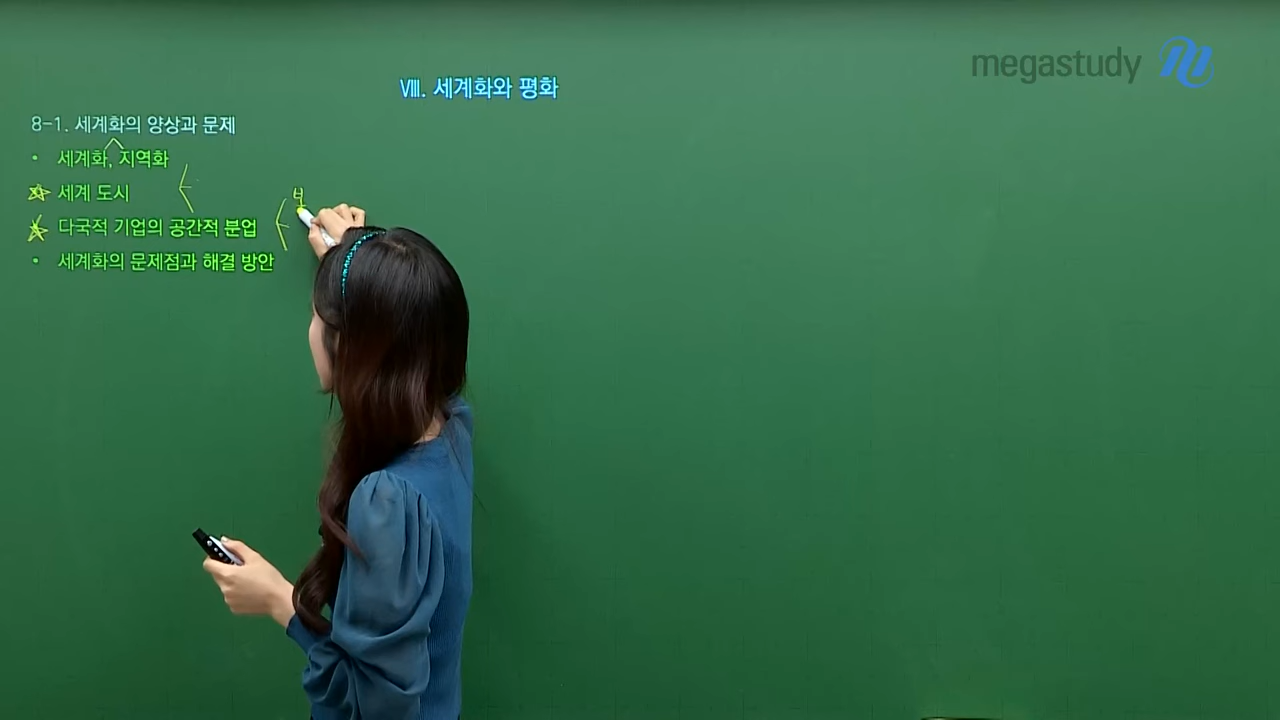 megastudy
Ⅷ. 세계화와 평화
8-1. 세계화의 양상과 문제
• 세계화, 지역화
세계 도시
다국적 기업의 공간적 분업
• 세계화의 문제점과 해결 방안